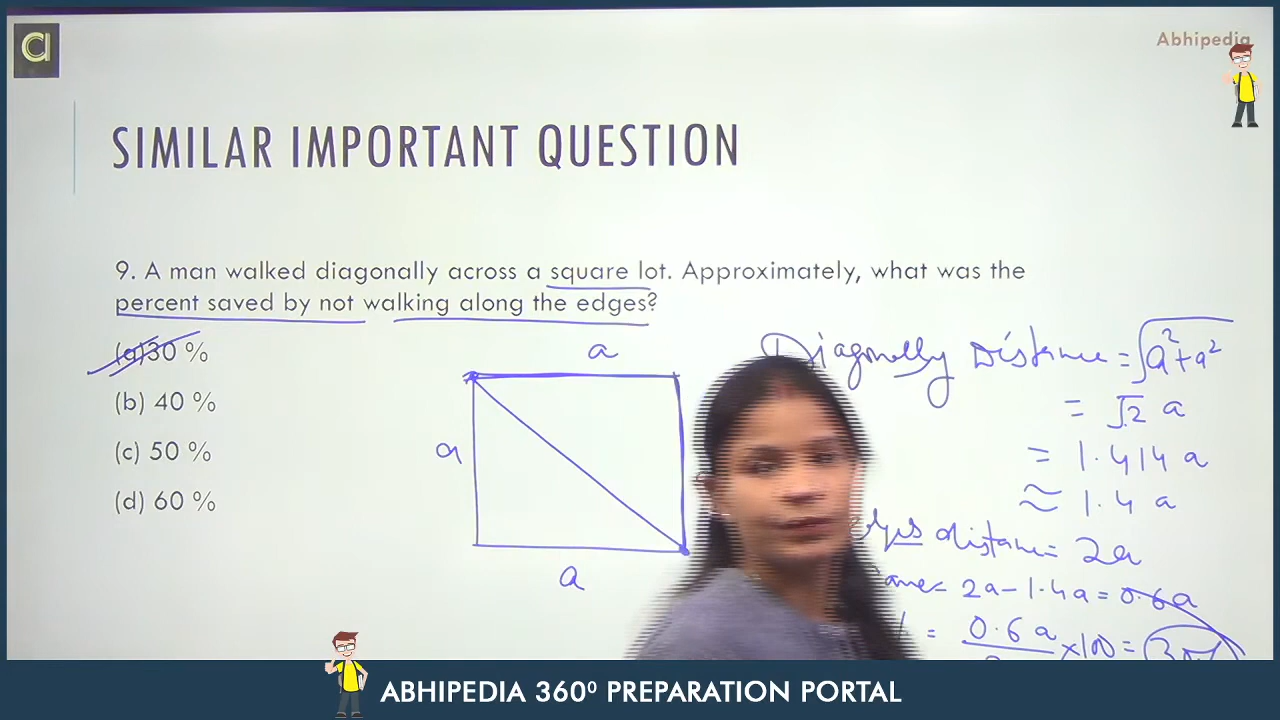 a
Abhipedia
SIMILAR IMPORTANT QUESTION
9. A man walked diagonally across a square lot. Approximately, what was the
percent saved by not walking along the edges?
(a) 30 %
(b) 40 %
(c) 50 %
(d) 60 %
a
a
a
Diagonally Distance = √a²+a²
= √2 a
= 1.414 a
≈ 1.4 a
distance = 2a
= 2a - 1.4a = 0.6a
= 0.6a ×100 =
ABHIPEDIA 360⁰ PREPARATION PORTAL